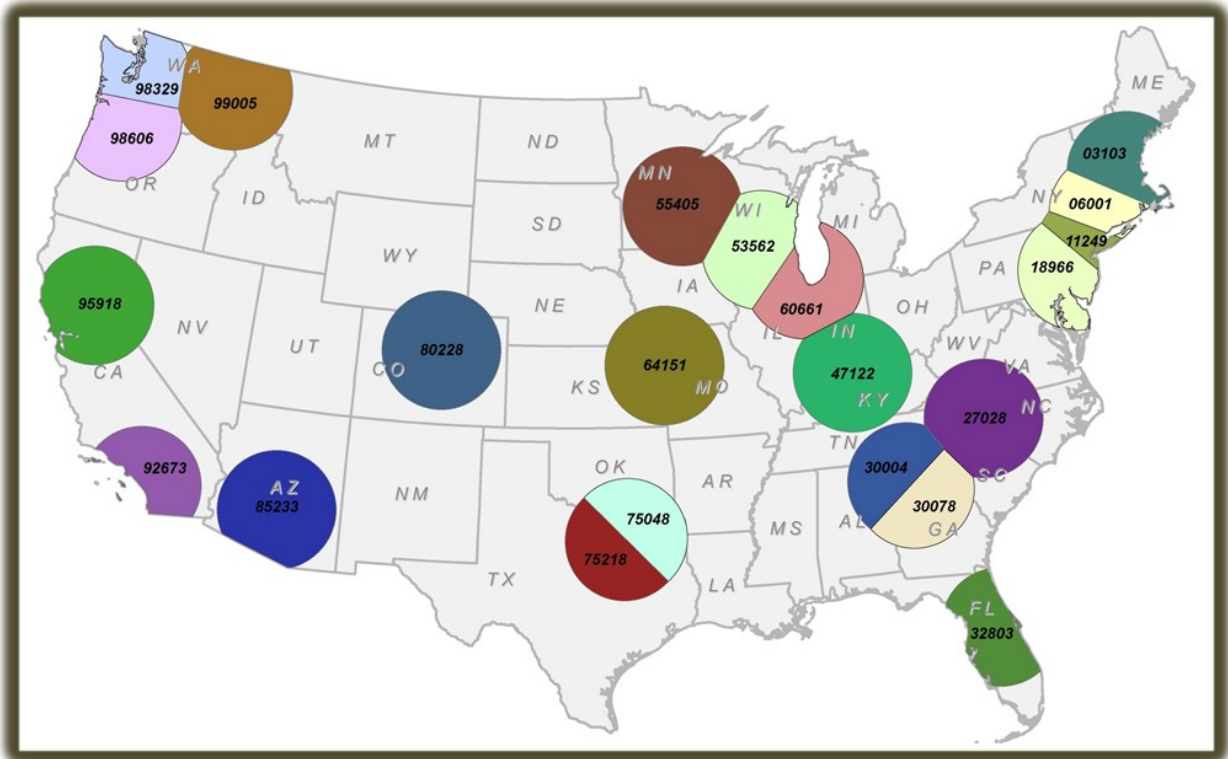 WA
98329
99005
98606
OR
MT
ND
ID
SD
WY
MN
55405
WI
53562
MI
ME
03103
NY
06001
11249
18966
PA
95918
CA
NV
UT
80228
CO
NE
IA
60661
IL
IN
OH
KS
64151
MO
47122
KY
WV
VA
27028
NC
SC
92673
AZ
85233
NM
OK
75048
75218
TX
AR
LA
MS
TN
30004
AL
30078
GA
FL
32803